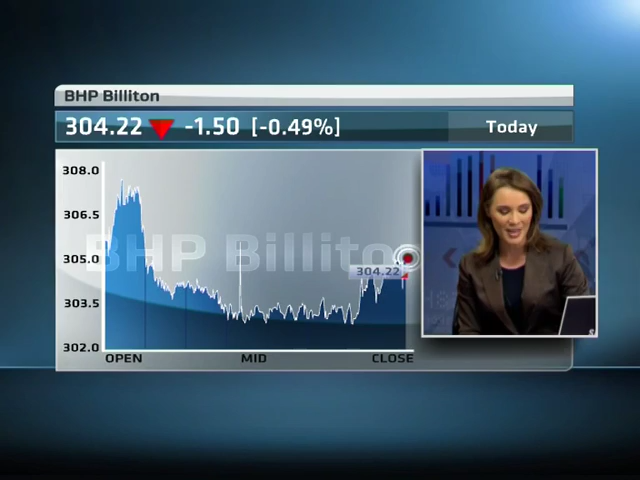 BHP Billiton
304.22 -1.50 [-0.49%] Today
308.0
306.5
305.0
303.5
302.0
BHP Billiton
304.22
OPEN MID CLOSE